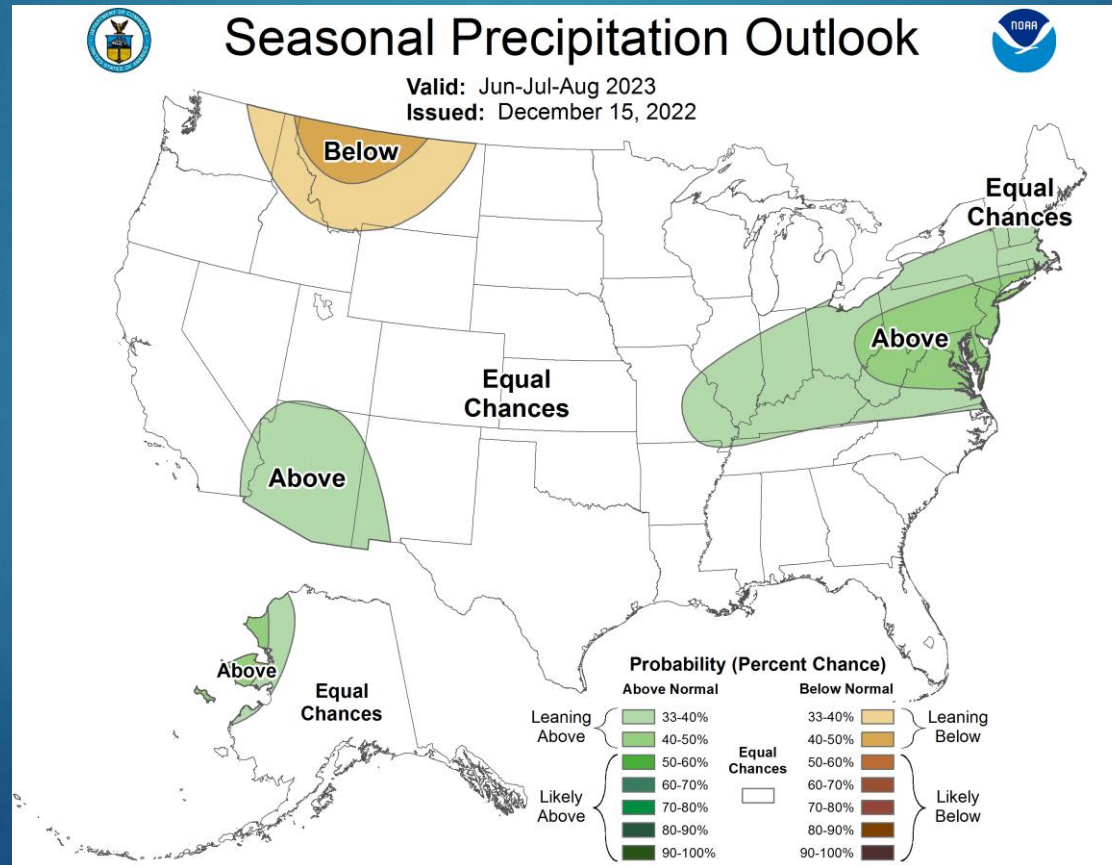 Seasonal Precipitation Outlook
NOAA
Valid: Jun-Jul-Aug 2023
Issued: December 15, 2022
Below
Equal
Chances
Above
Equal
Chances
Above
Above
Equal
Chances
Probability (Percent Chance)
Above Normal
Below Normal
Leaning
Above
33-40%
40-50%
Likely
Above
50-60%
60-70%
70-80%
80-90%
90-100%
Equal
Chances
33-40%
40-50%
Leaning
Below
50-60%
60-70%
70-80%
80-90%
90-100%
Likely
Below